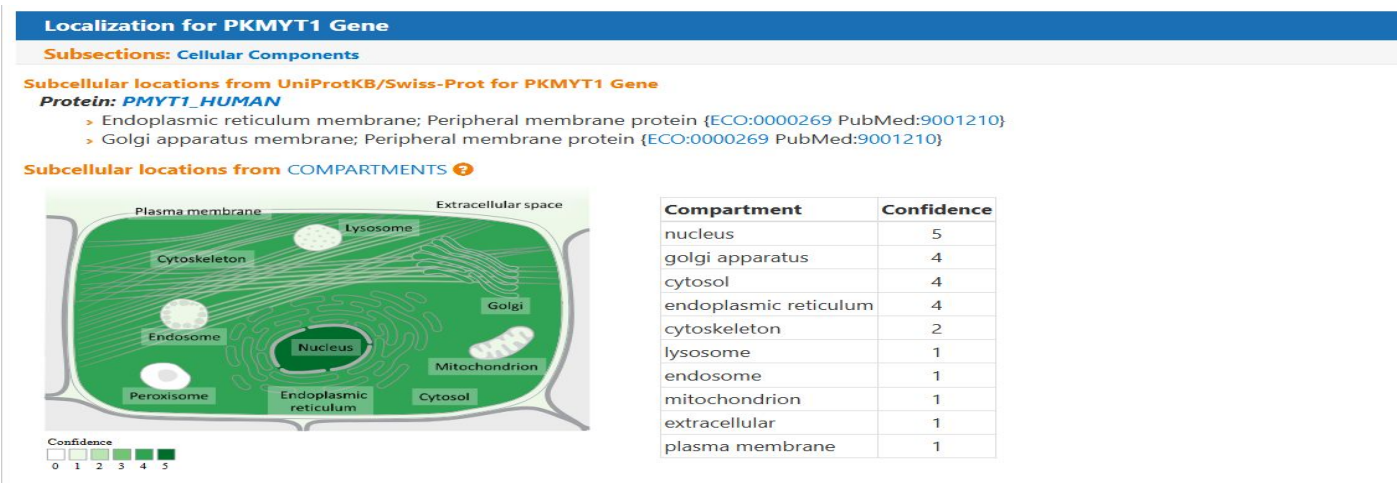 Localization for PKMYT1 Gene
Subsections: Cellular Components
Subcellular locations from UniProtKB/Swiss-Prot for PKMYT1 Gene
Protein: PMYT1_HUMAN
Endoplasmic reticulum membrane; Peripheral membrane protein {ECO:0000269 PubMed:9001210}
Golgi apparatus membrane; Peripheral membrane protein {ECO:0000269 PubMed:9001210}
Subcellular locations from COMPARTMENTS ?
Plasma membrane
Extracellular space
Lysosome
Cytoskeleton
Golgi
Endosome
Nucleus
Mitochondrion
Peroxisome
Endoplasmic
reticulum
Cytosol
Confidence
0 1 2 3 4 5
Compartment Confidence
nucleus 5
golgi apparatus 4
cytosol 4
endoplasmic reticulum 4
cytoskeleton 2
lysosome 1
endosome 1
mitochondrion 1
extracellular 1
plasma membrane 1